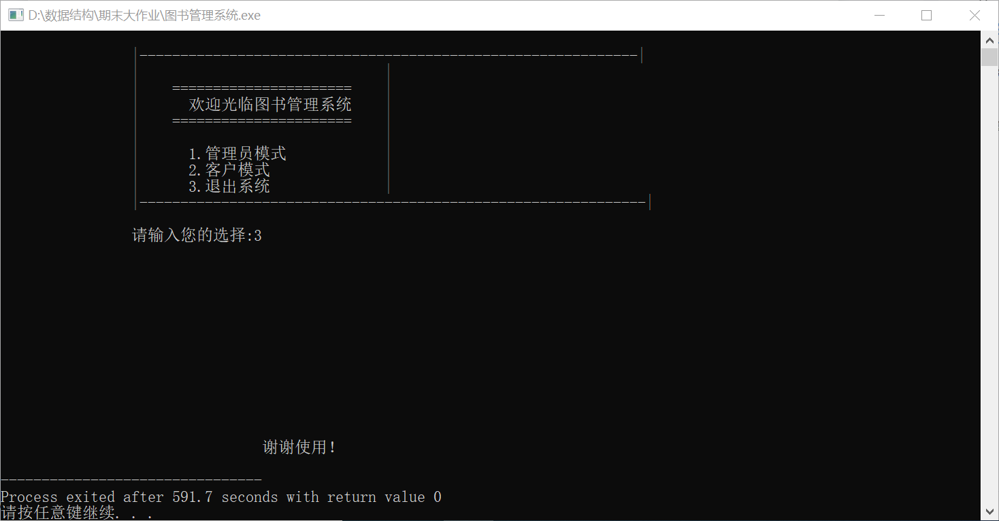 D:\数据结构\期末大作业\图书管理系统.exe
|-------------------------------------------------------------|
======================
欢迎光临图书管理系统
======================
1.管理员模式
2.客户模式
3.退出系统
|--------------------------------------------------------------|
请输入您的选择:3
谢谢使用!
--------------------------------
Process exited after 591.7 seconds with return value 0
请按任意键继续. . .